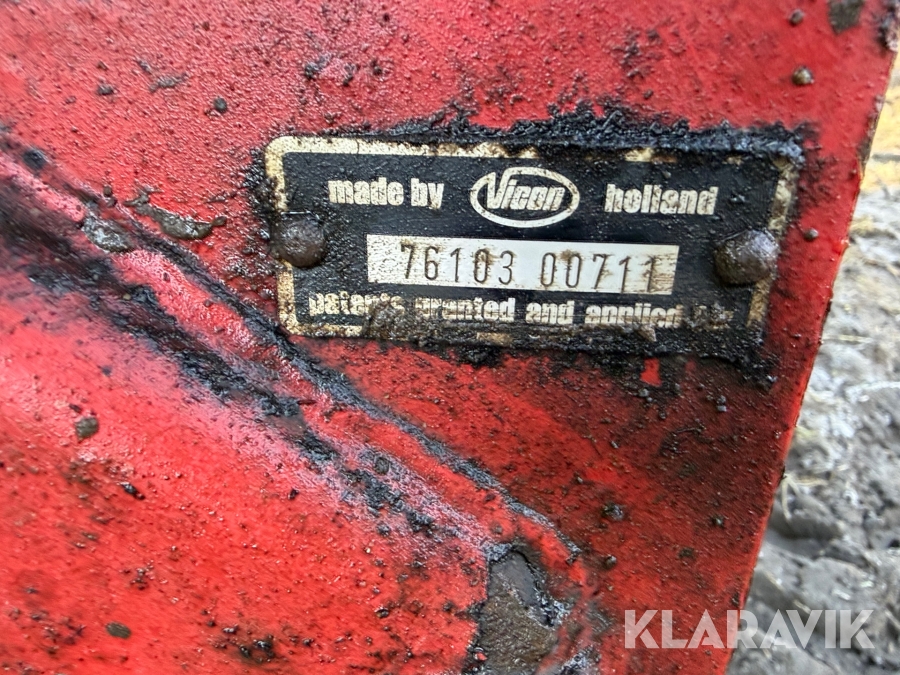 made by Vicon holland
76103 00711
patents granted and applied
KLARAVIK